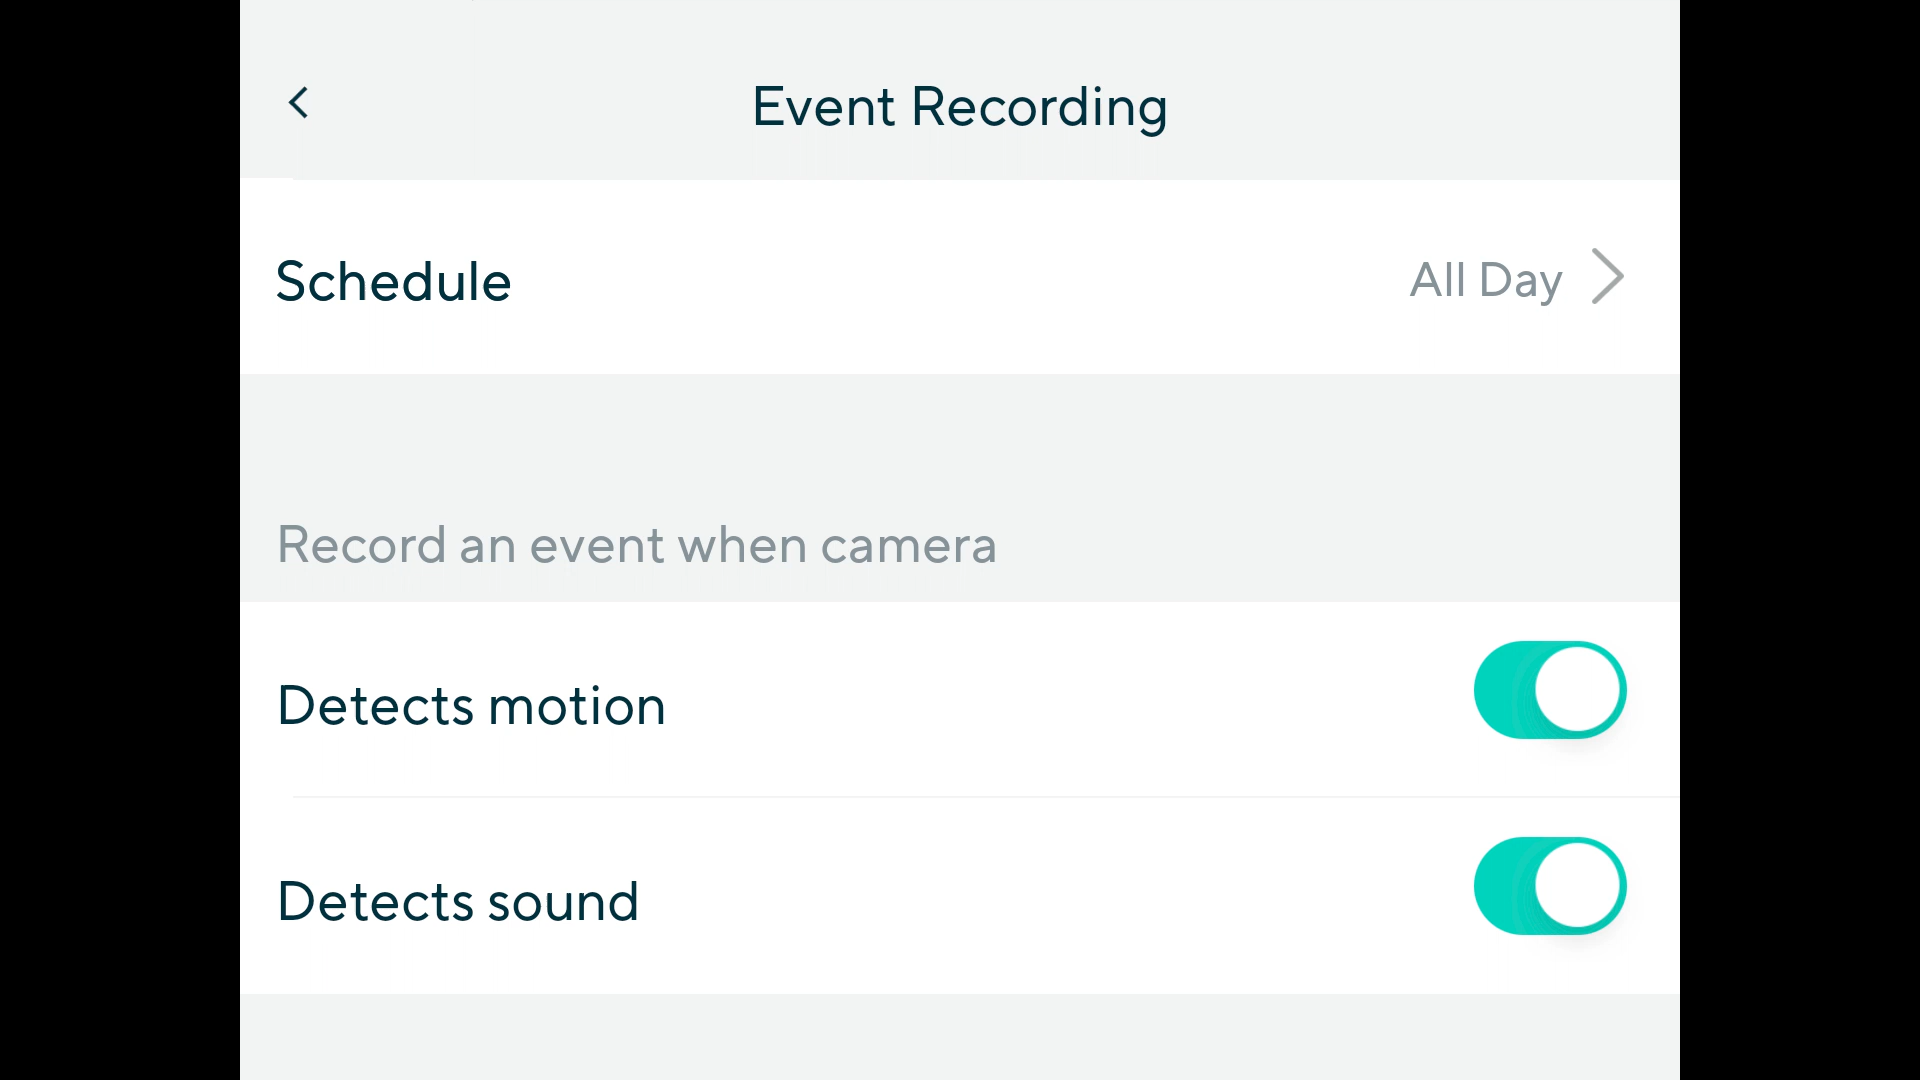 Event Recording
Schedule
All Day
Record an event when camera
Detects motion
Detects sound